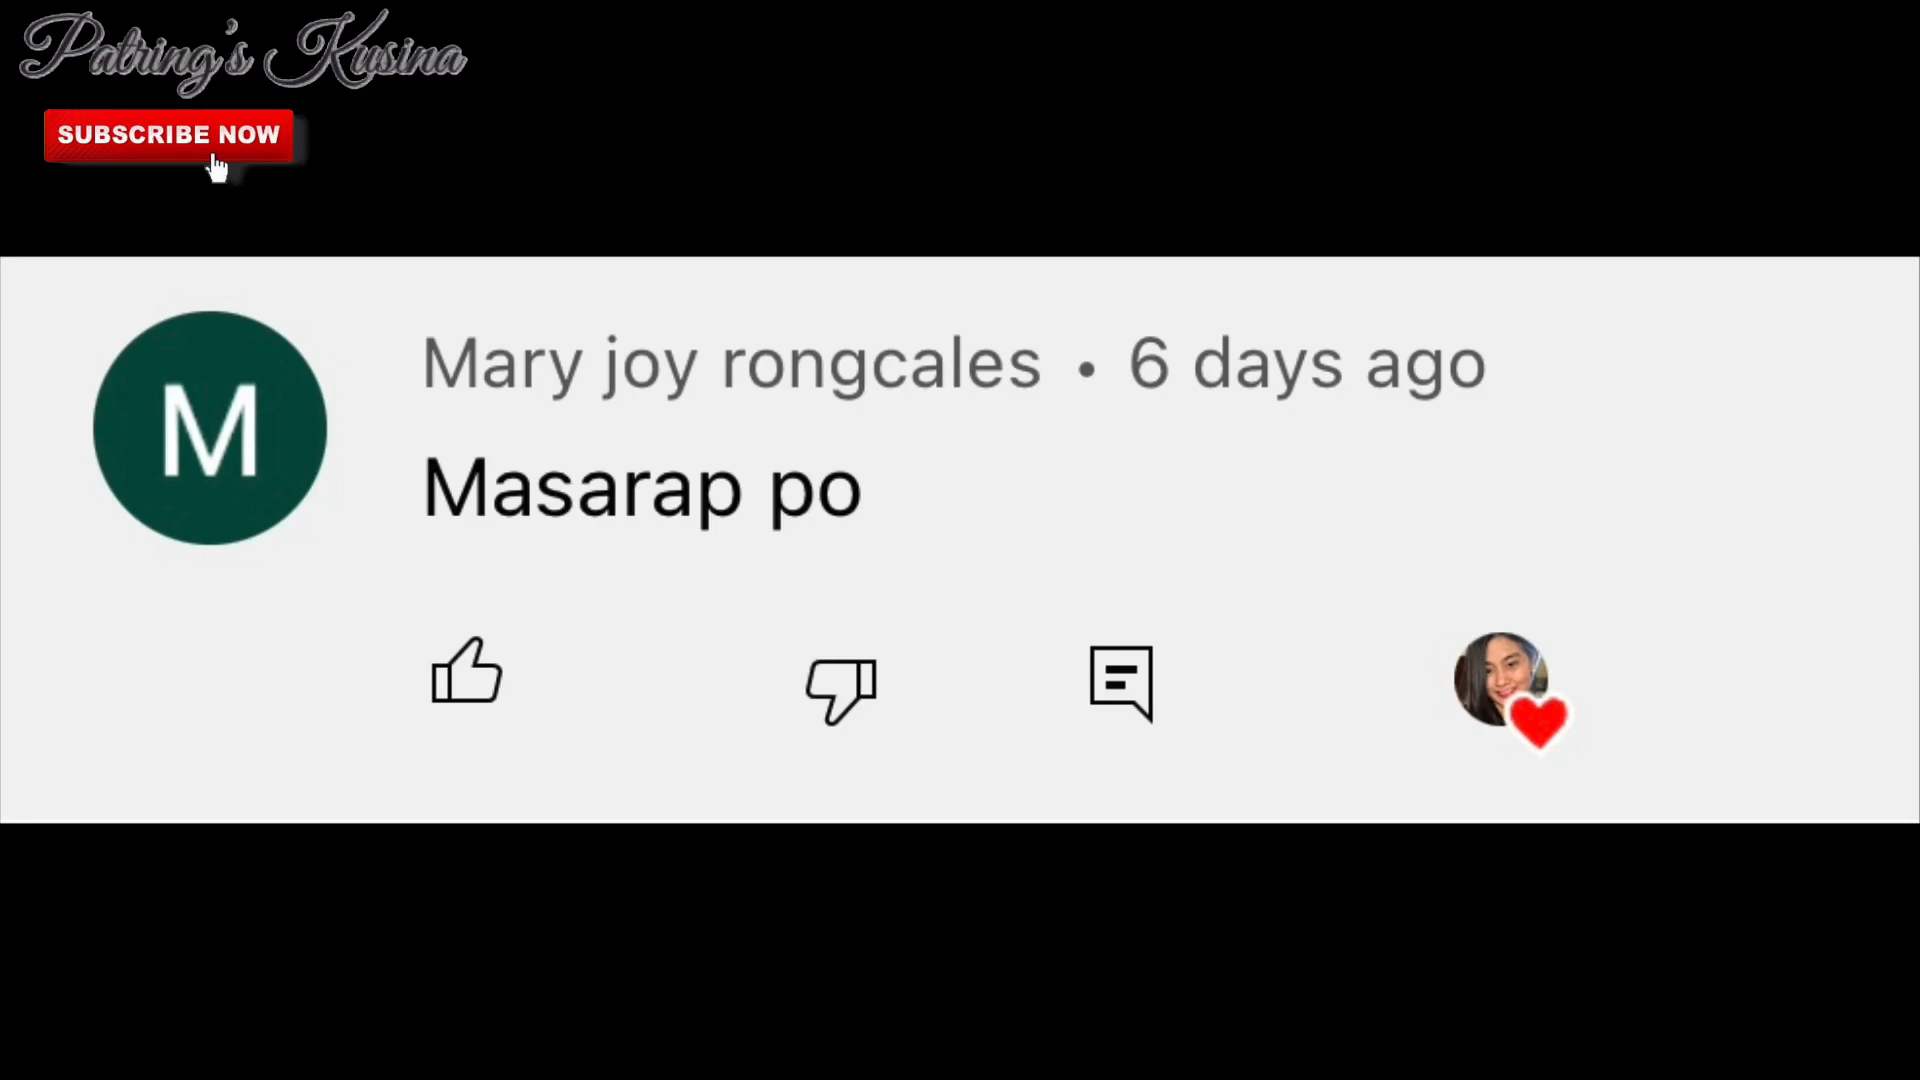 Patring's Kusina
SUBSCRIBE NOW
M
Mary joy rongcales • 6 days ago
Masarap po